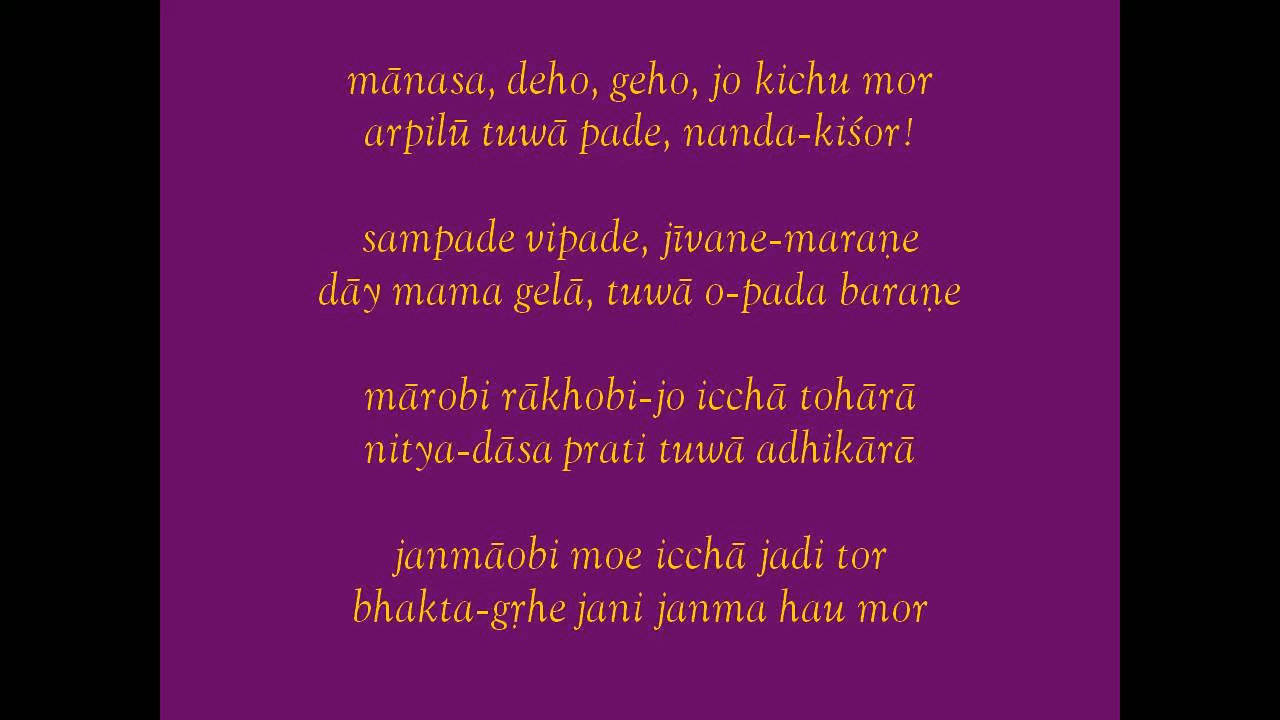 mānasa, deho, geho, jo kichu mor
arpilū tuwā pade, nanda-kiśor!
sampade vipade, jīvane-maraṇe
dāy mama gelā, tuwā o-pada baraṇe
mārobi rākhobi-jo icchā tohārā
nitya-dāsa prati tuwā adhikārā
janmāobi moe icchā jadi tor
bhakta-gṛhe jani janma hau mor